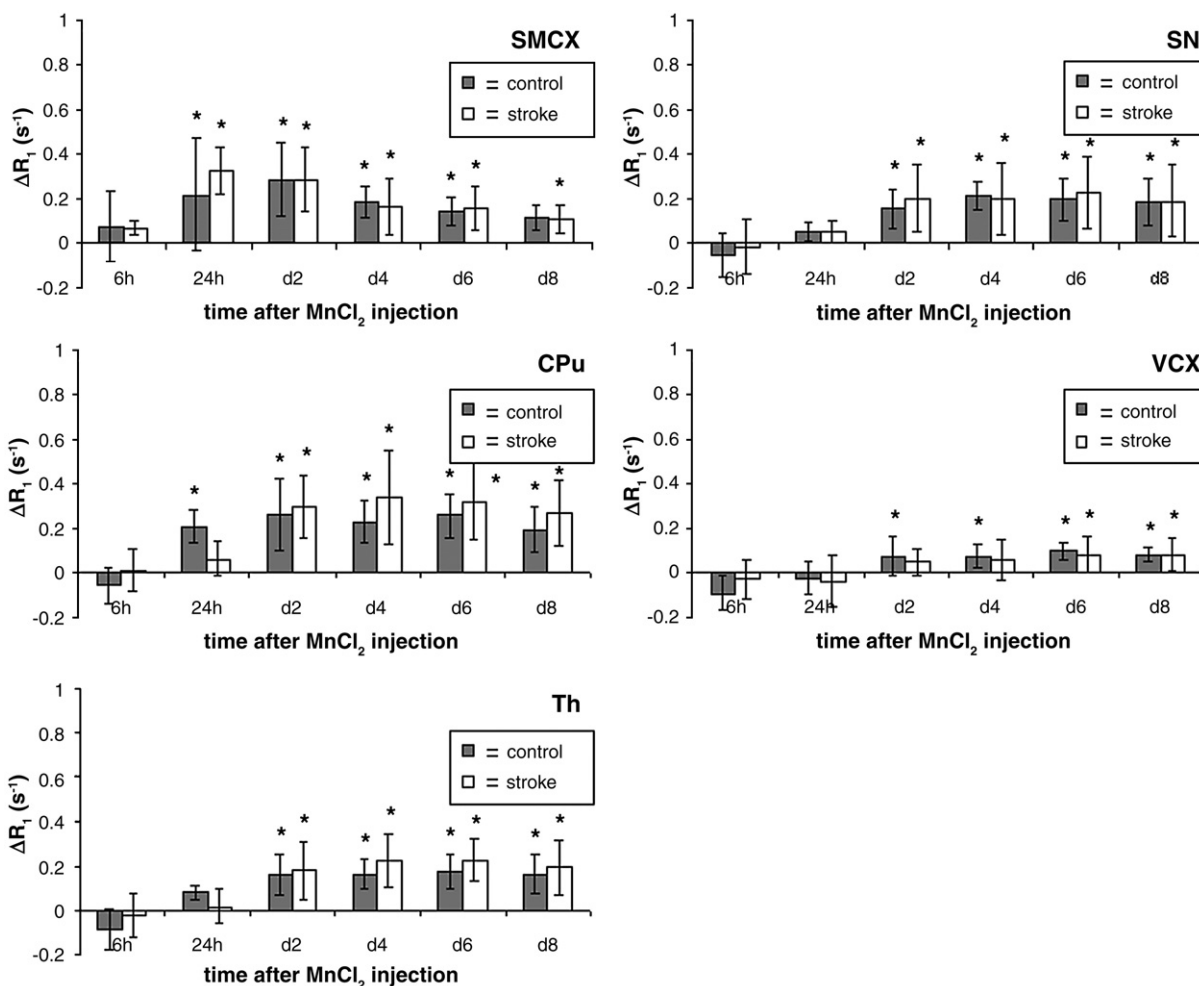 SMCX
1
0.8
0.6
0.4
0.2
0
-0.2
ΔR₁ (s⁻¹)
= control
= stroke
* * * * * * * * *
6h 24h d2 d4 d6 d8
time after MnCl₂ injection
SN
1
0.8
0.6
0.4
0.2
0
-0.2
ΔR₁ (s⁻¹)
= control
= stroke
* * * * * * * *
6h 24h d2 d4 d6 d8
time after MnCl₂ injection
CPu
1
0.8
0.6
0.4
0.2
0
-0.2
ΔR₁ (s⁻¹)
= control
= stroke
* * * * * * * * *
6h 24h d2 d4 d6 d8
time after MnCl₂ injection
VCX
1
0.8
0.6
0.4
0.2
0
-0.2
ΔR₁ (s⁻¹)
= control
= stroke
* * * * * *
6h 24h d2 d4 d6 d8
time after MnCl₂ injection
Th
1
0.8
0.6
0.4
0.2
0
-0.2
ΔR₁ (s⁻¹)
= control
= stroke
* * * * * * * *
6h 24h d2 d4 d6 d8
time after MnCl₂ injection